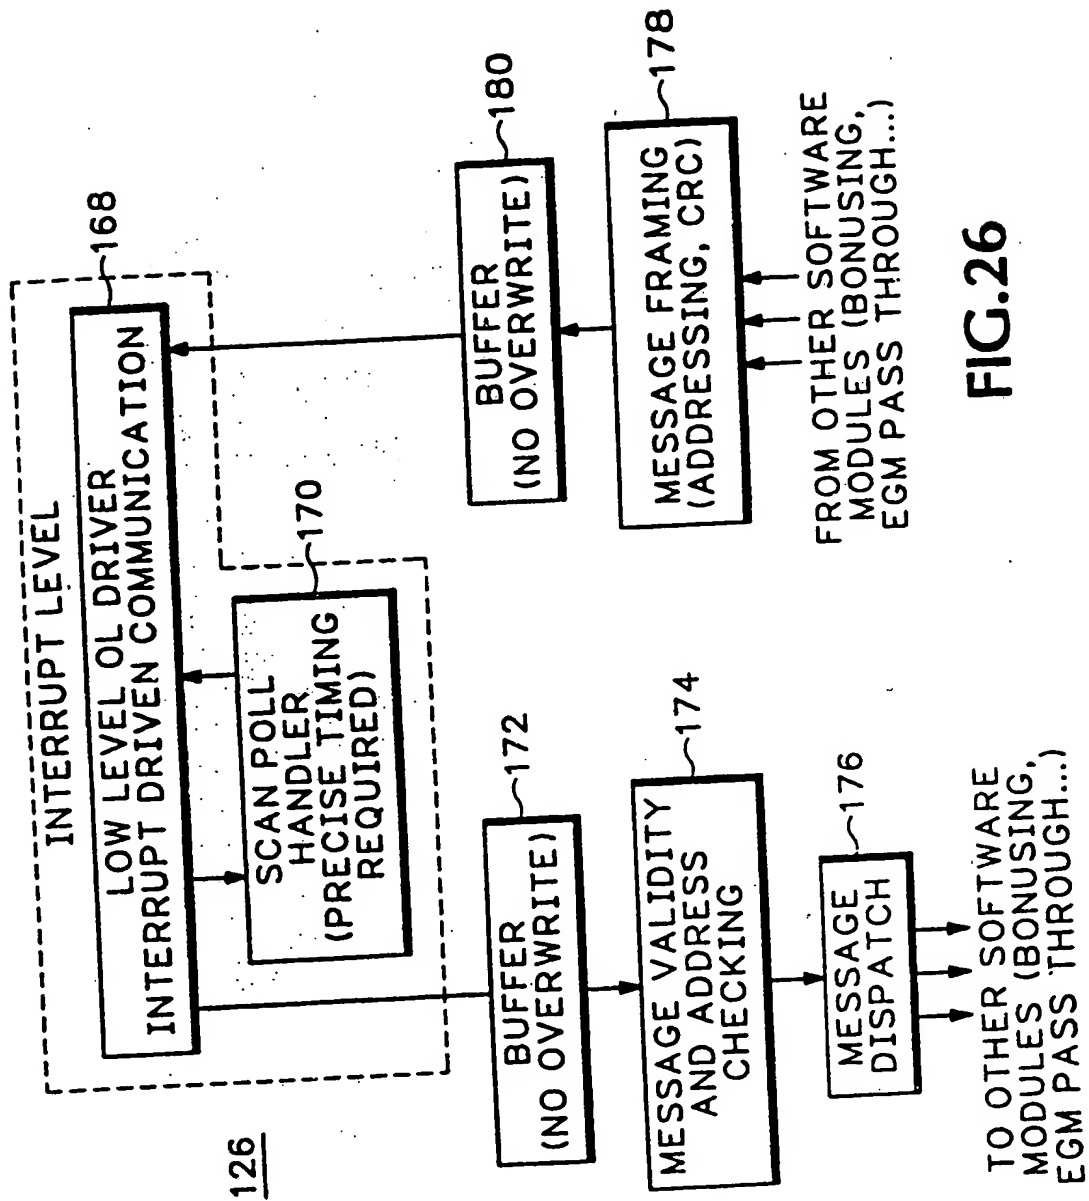 126
INTERRUPT LEVEL
LOW LEVEL OL DRIVER
INTERRUPT DRIVEN COMMUNICATION
168
SCAN POLL
HANDLER
(PRECISE TIMING
REQUIRED)
170
BUFFER
(NO OVERWRITE)
172
MESSAGE VALIDITY
AND ADDRESS
CHECKING
174
MESSAGE
DISPATCH
176
TO OTHER SOFTWARE
MODULES (BONUSING,
EGM PASS THROUGH...)
BUFFER
(NO OVERWRITE)
180
MESSAGE FRAMING
(ADDRESSING, CRC)
178
FROM OTHER SOFTWARE
MODULES (BONUSING,
EGM PASS THROUGH...)
FIG.26